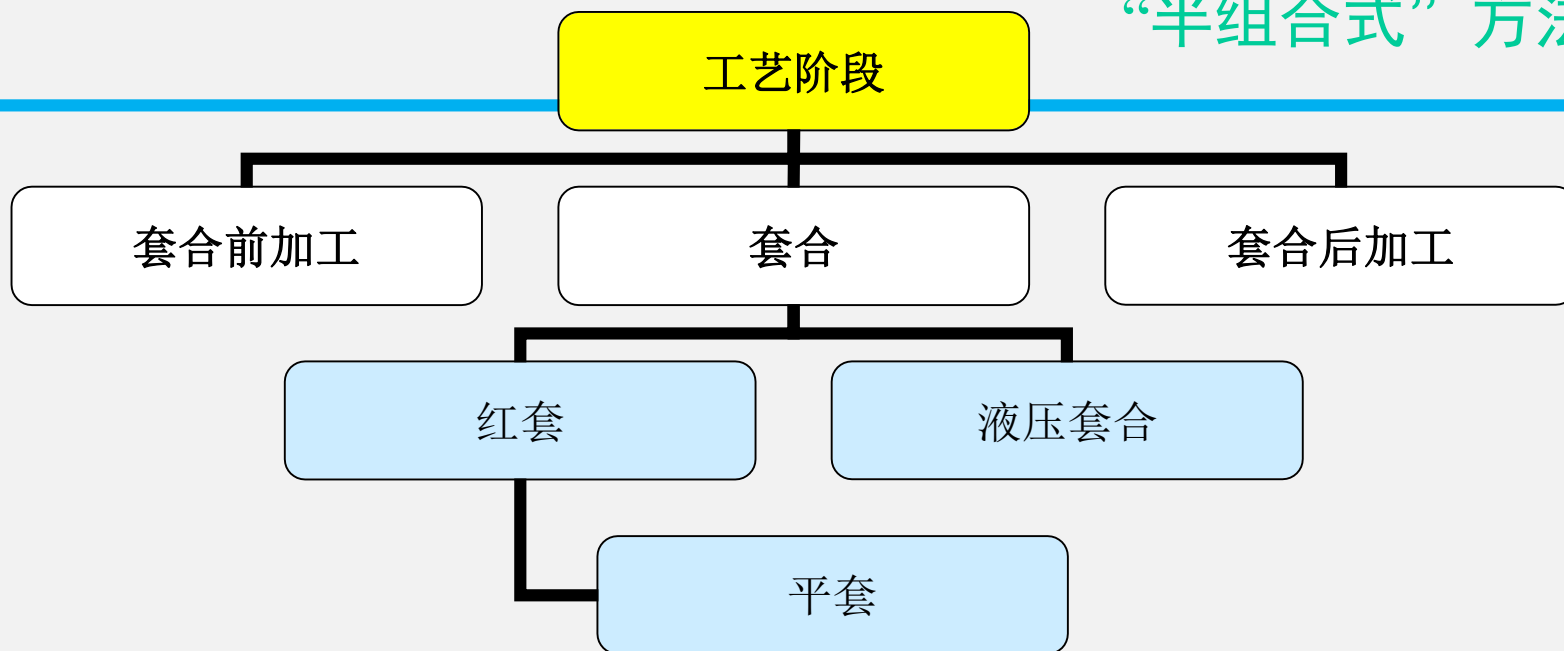 “半组合式”方法
工艺阶段
套合前加工
套合
套合后加工
红套
液压套合
平套